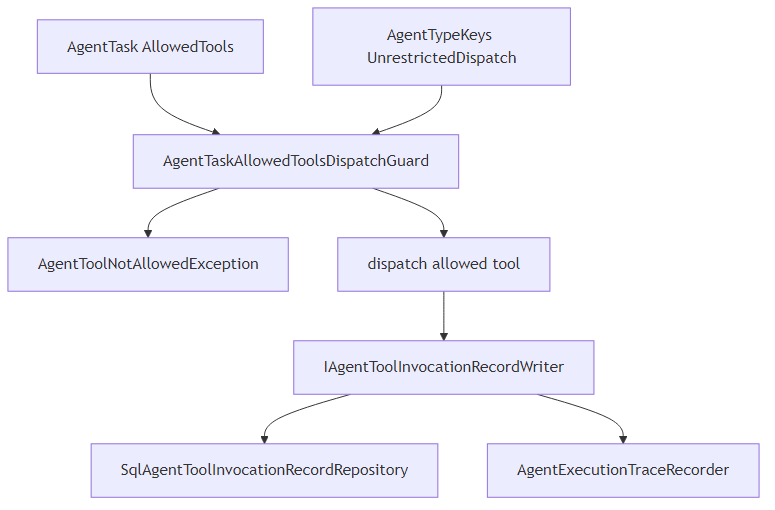 AgentTask AllowedTools
AgentTypeKeys
UnrestrictedDispatch
AgentTaskAllowedToolsDispatchGuard
AgentToolNotAllowedException
dispatch allowed tool
IAgentToolInvocationRecordWriter
SqlAgentToolInvocationRecordRepository
AgentExecutionTraceRecorder